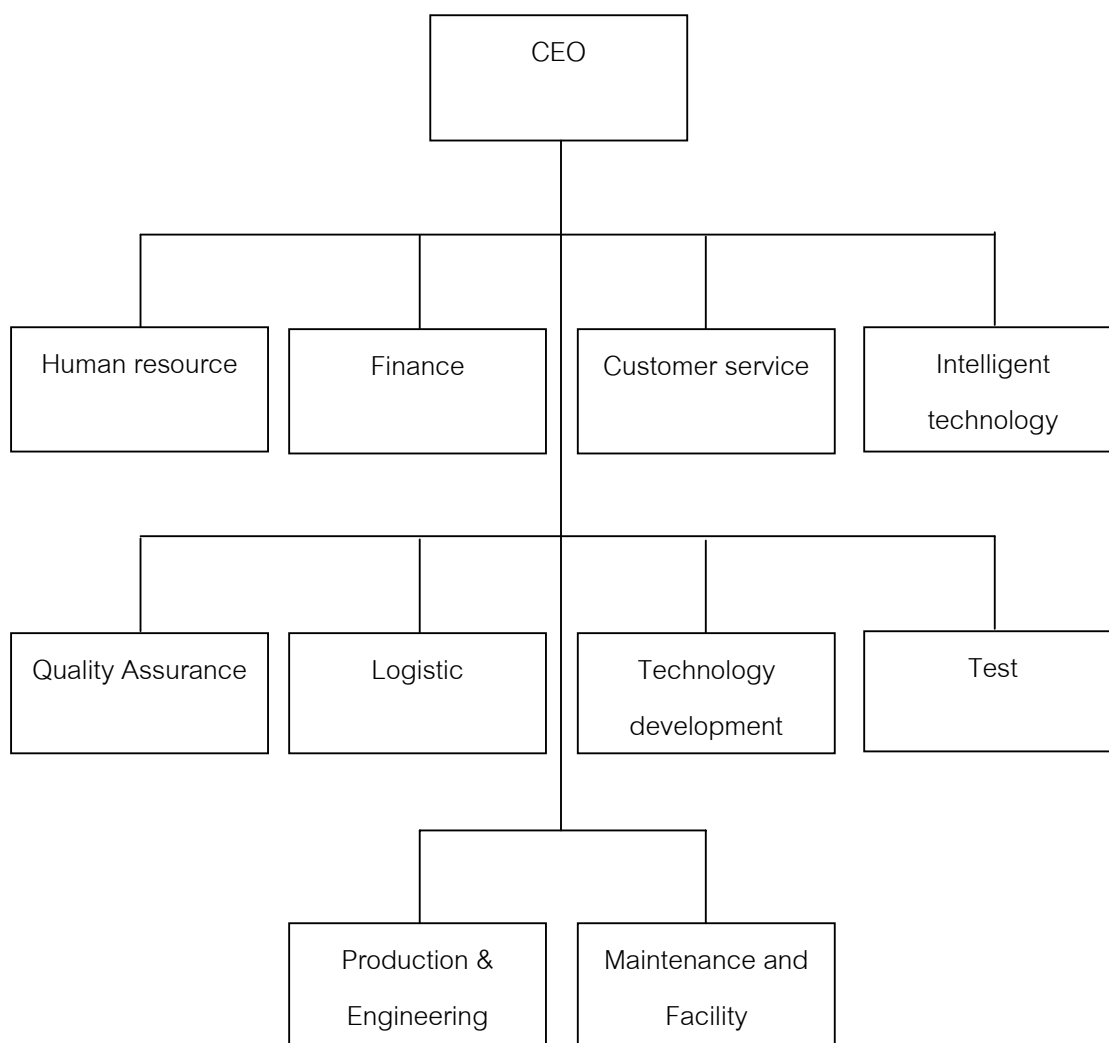 CEO
Human resource
Finance
Customer service
Intelligent
technology
Quality Assurance
Logistic
Technology
development
Test
Production &
Engineering
Maintenance and
Facility